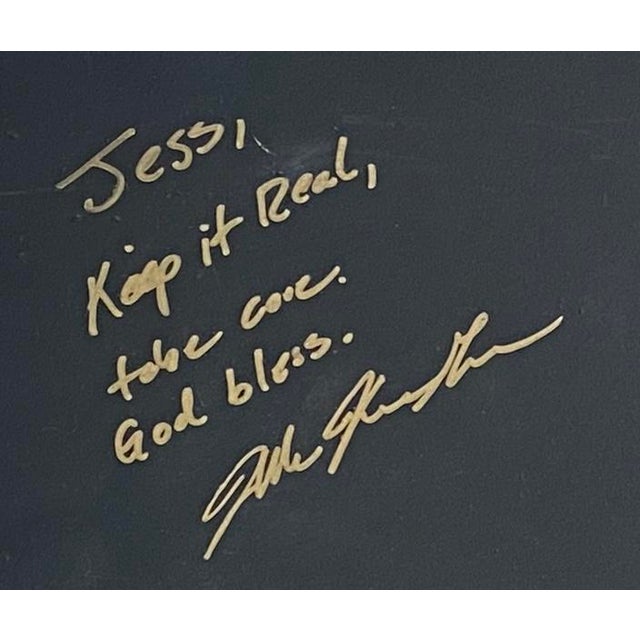 Jess,
Keep it Real,
take care.
God bless.